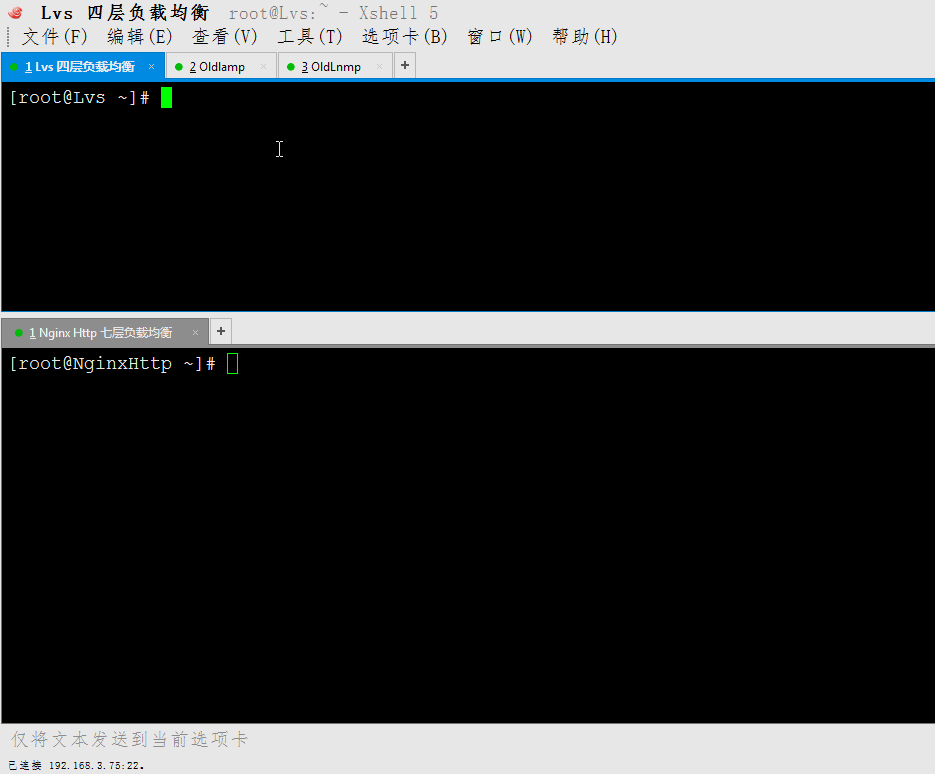 Lvs 四层负载均衡 root@Lvs:~ - Xshell 5
文件(F) 编辑(E) 查看(V) 工具(T) 选项卡(B) 窗口(W) 帮助(H)
1 Lvs 四层负载均衡 × 2 Oldlamp × 3 OldLnmp × +
[root@Lvs ~]#
1 Nginx Http 七层负载均衡 × +
[root@NginxHttp ~]#
仅将文本发送到当前选项卡
已连接 192.168.3.75:22.